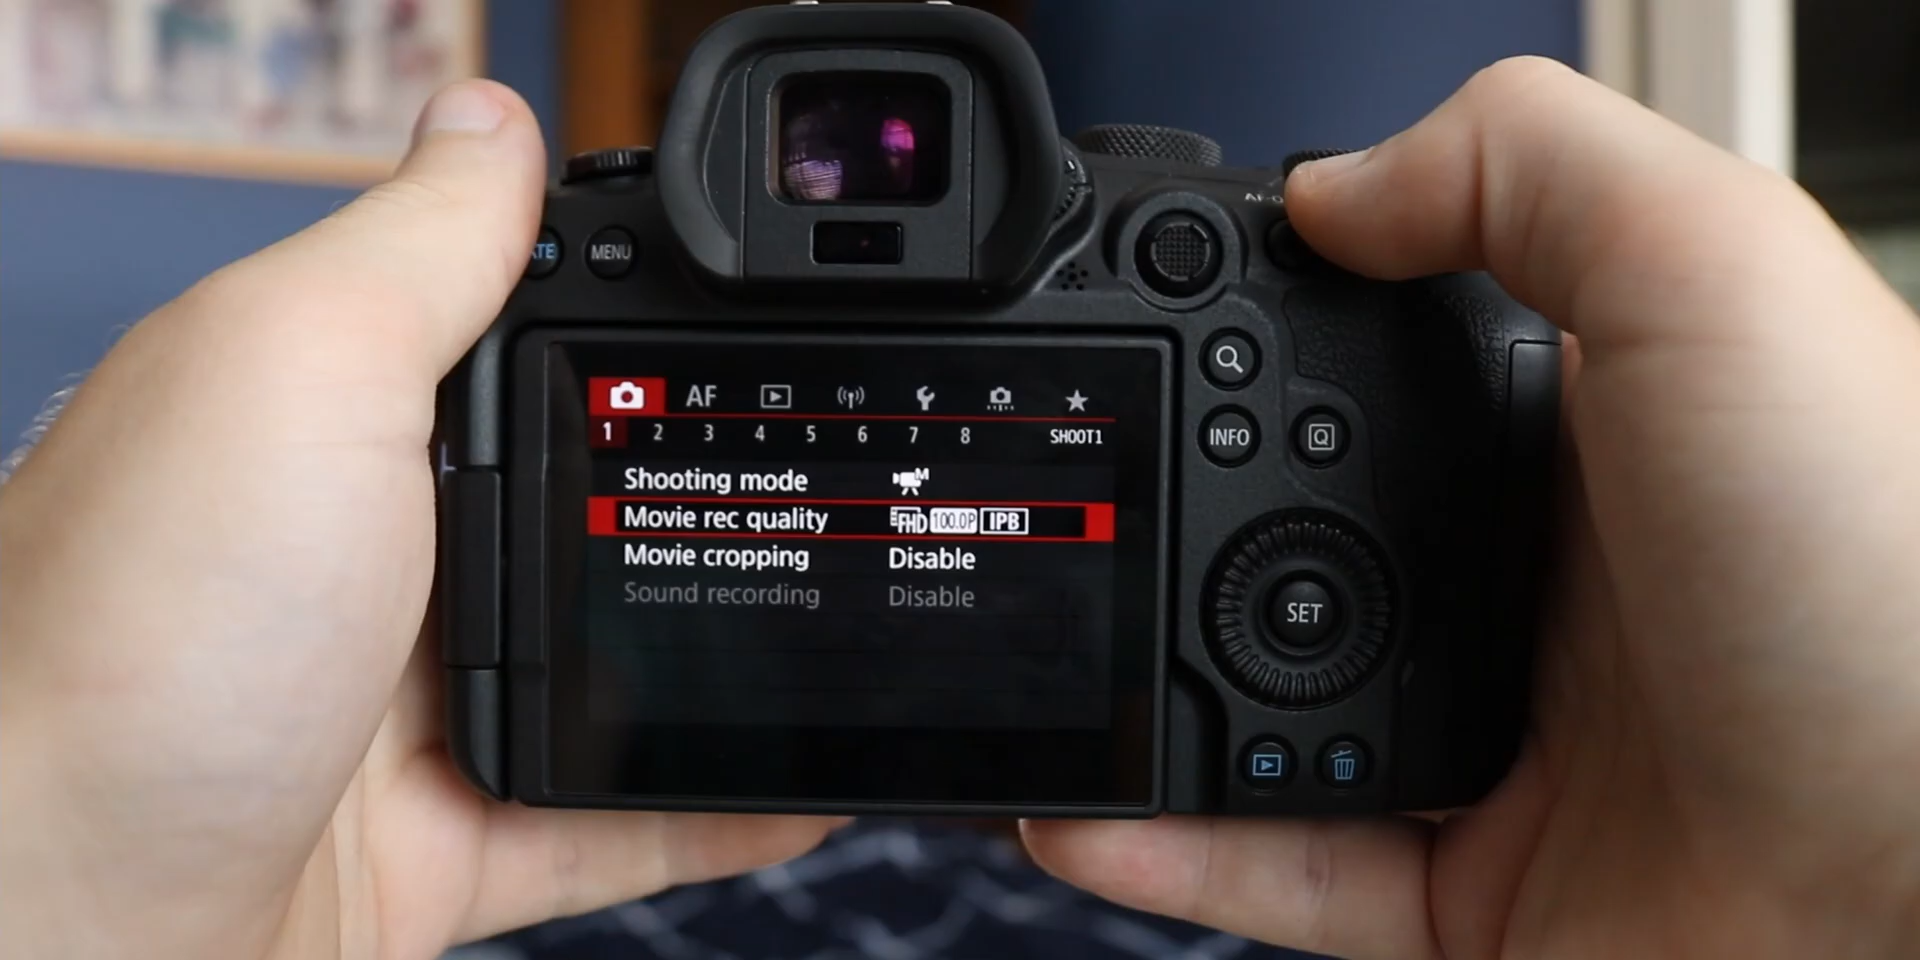 MENU
AF
1 2 3 4 5 6 7 8 SHOOT1
Shooting mode M
Movie rec quality FHD 100.0P IPB
Movie cropping Disable
Sound recording Disable
INFO
Q
SET